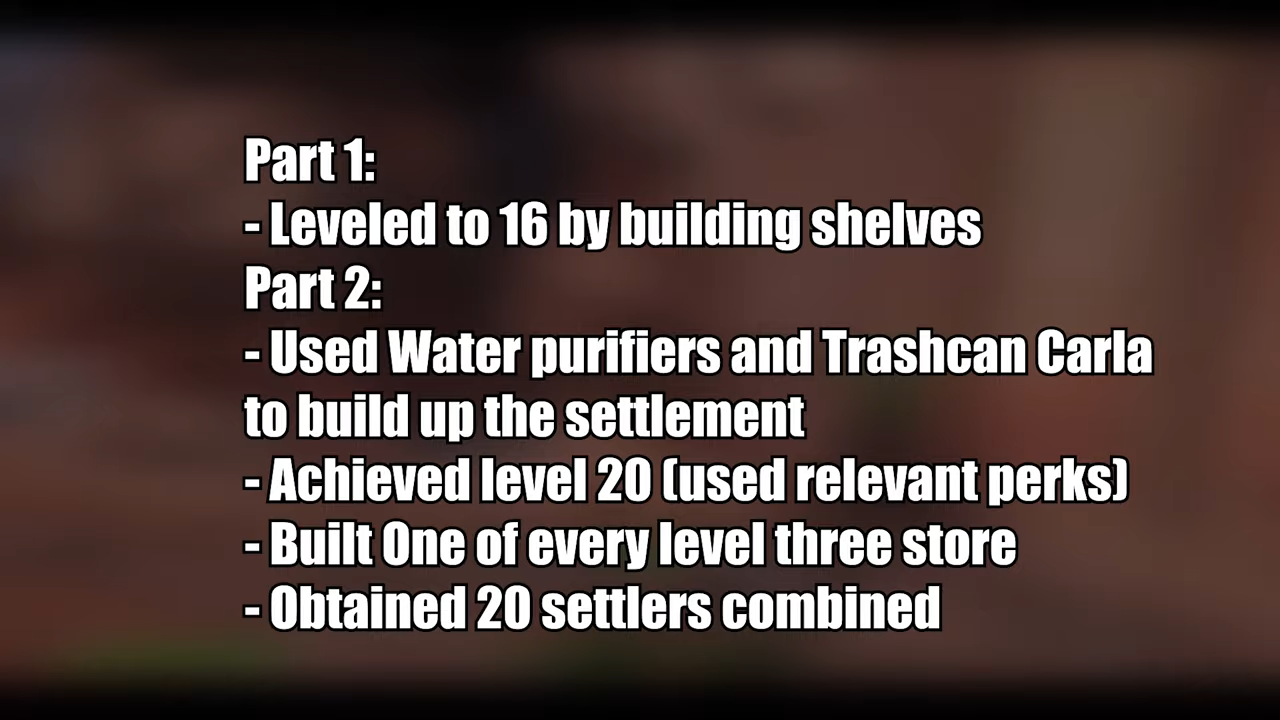 Part 1:
- Leveled to 16 by building shelves
Part 2:
- Used Water purifiers and Trashcan Carla
to build up the settlement
- Achieved level 20 (used relevant perks)
- Built One of every level three store
- Obtained 20 settlers combined